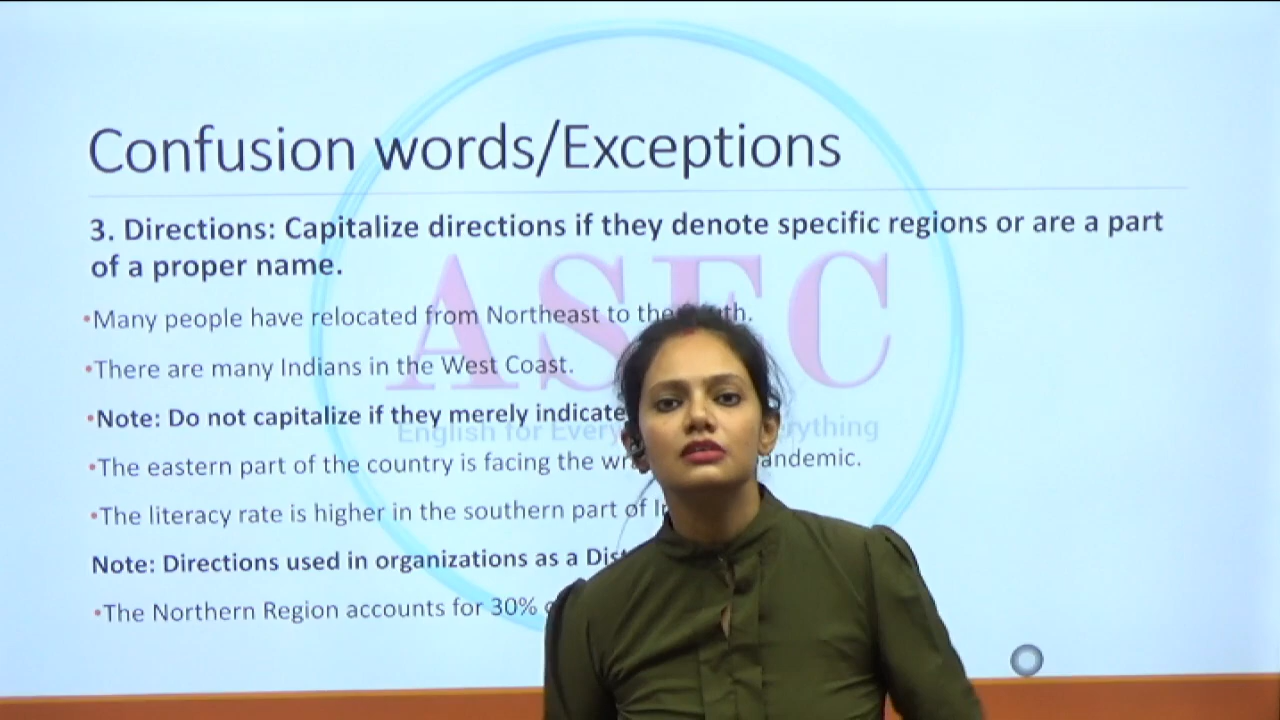 Confusion words/Exceptions
3. Directions: Capitalize directions if they denote specific regions or are a part
of a proper name.
•Many people have relocated from Northeast to the
•There are many Indians in the West Coast.
•Note: Do not capitalize if they merely indicate
•The eastern part of the country is facing the
•The literacy rate is higher in the southern part of
Note: Directions used in organizations as a
•The Northern Region accounts for 30%
ASEC
English for